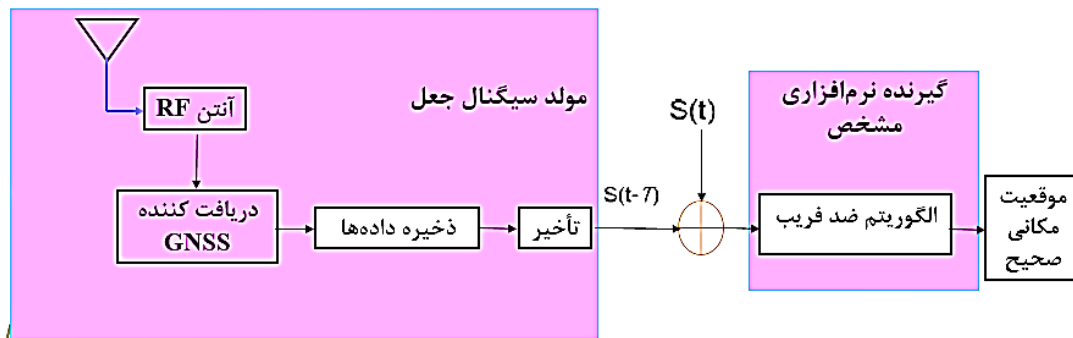 مولد سیگنال جعل
آنتن RF
دریافت کننده
GNSS
ذخیره داده‌ها
تأخیر
S(t-T)
S(t)
گیرنده نرم‌افزاری
مشخص
الگوریتم ضد فریب
موقعیت
مکانی
صحیح